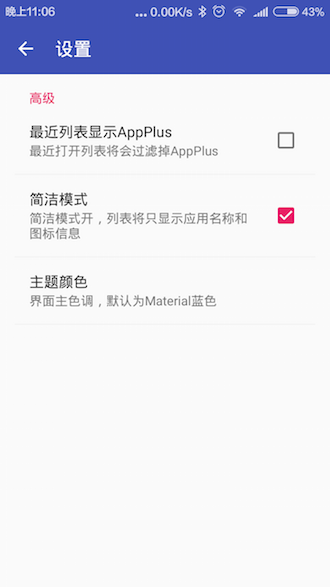 晚上11:06 ... 0.00K/s 43%
设置
高级
最近列表显示AppPlus
最近打开列表将会过滤掉AppPlus
简洁模式
简洁模式开，列表将只显示应用名称和
图标信息
主题颜色
界面主色调，默认为Material蓝色